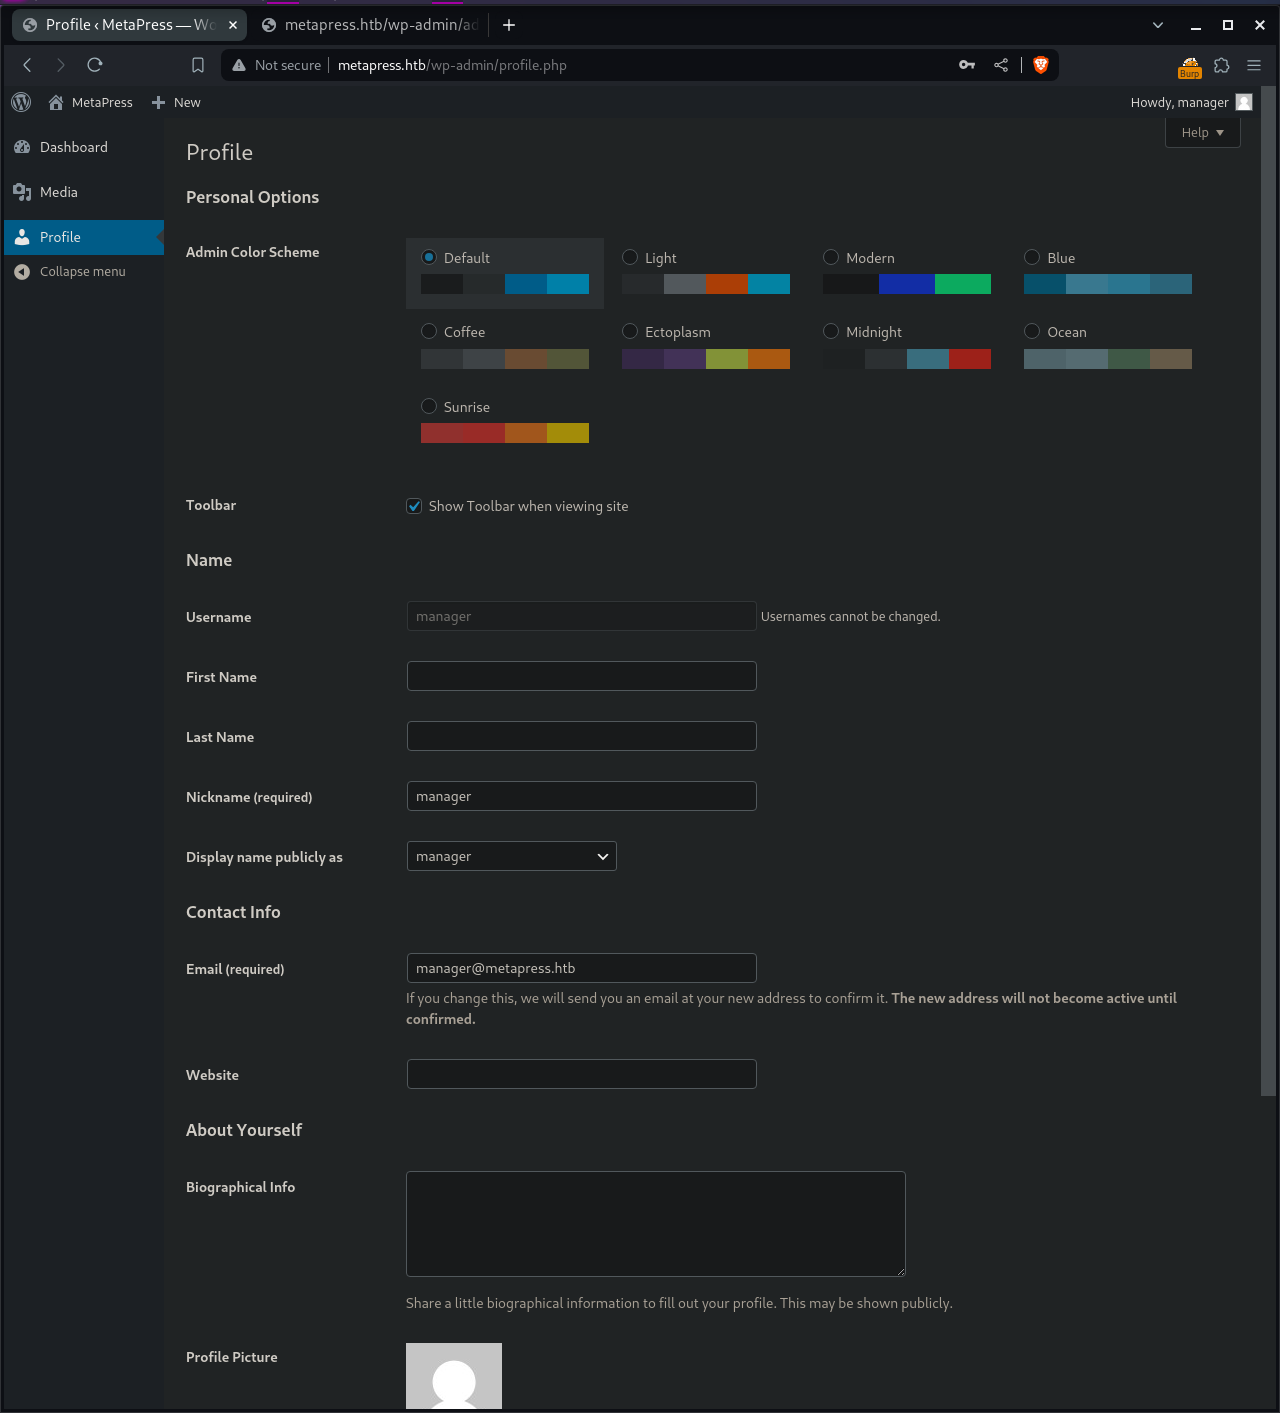 Profile ‹ MetaPress — Wo
metapress.htb/wp-admin/ad
Not secure
metapress.htb/wp-admin/profile.php
Burp
MetaPress
New
Howdy, manager
Help
Dashboard
Media
Profile
Collapse menu
Profile
Personal Options
Admin Color Scheme
Default
Light
Modern
Blue
Coffee
Ectoplasm
Midnight
Ocean
Sunrise
Toolbar
Show Toolbar when viewing site
Name
Username
manager
Usernames cannot be changed.
First Name
Last Name
Nickname (required)
manager
Display name publicly as
manager
Contact Info
Email (required)
manager@metapress.htb
If you change this, we will send you an email at your new address to confirm it. The new address will not become active until
confirmed.
Website
About Yourself
Biographical Info
Share a little biographical information to fill out your profile. This may be shown publicly.
Profile Picture